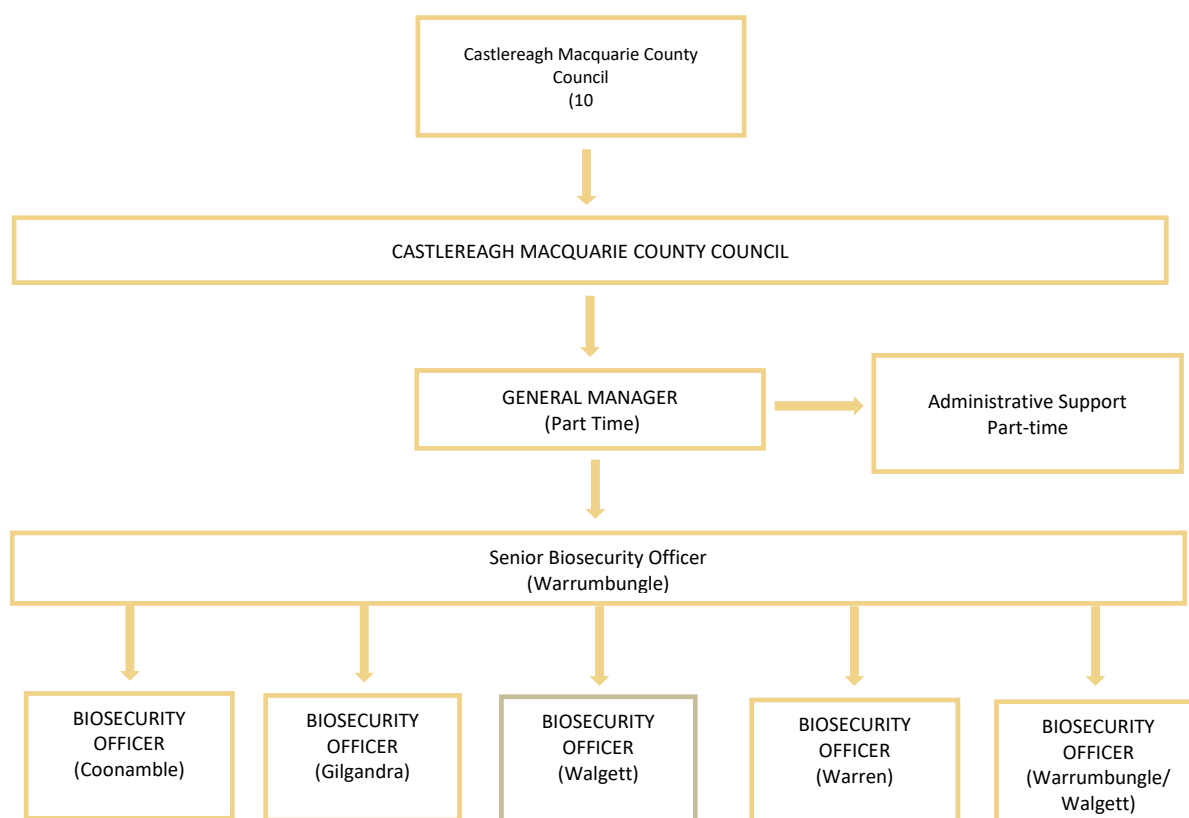 Castlereagh Macquarie County
Council
(10
CASTLEREAGH MACQUARIE COUNTY COUNCIL
GENERAL MANAGER
(Part Time)
Administrative Support
Part-time
Senior Biosecurity Officer
(Warrumbungle)
BIOSECURITY
OFFICER
(Coonamble)
BIOSECURITY
OFFICER
(Gilgandra)
BIOSECURITY
OFFICER
(Walgett)
BIOSECURITY
OFFICER
(Warren)
BIOSECURITY
OFFICER
(Warrumbungle/
Walgett)